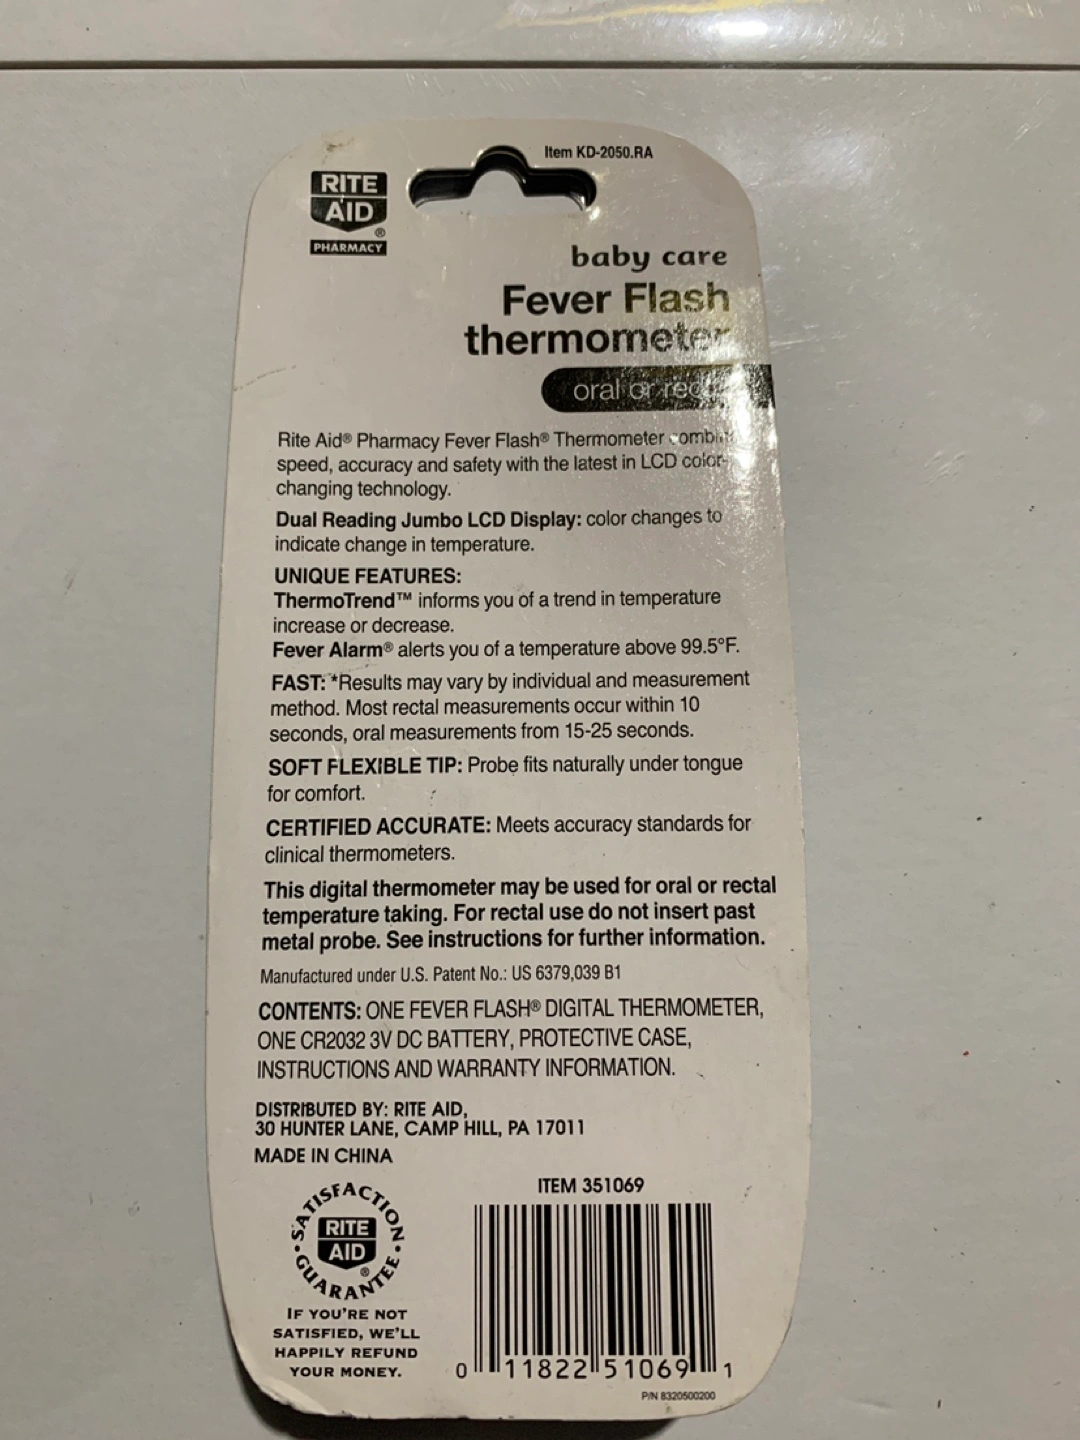 Item KD-2050.RA
RITE
AID
®
PHARMACY
baby care
Fever Flash
thermometer
oral or
Rite Aid® Pharmacy Fever Flash® Thermometer
speed, accuracy and safety with the latest in LCD color-
changing technology.
Dual Reading Jumbo LCD Display: color changes to
indicate change in temperature.
UNIQUE FEATURES:
ThermoTrend™ informs you of a trend in temperature
increase or decrease.
Fever Alarm® alerts you of a temperature above 99.5°F.
FAST: *Results may vary by individual and measurement
method. Most rectal measurements occur within 10
seconds, oral measurements from 15-25 seconds.
SOFT FLEXIBLE TIP: Probe fits naturally under tongue
for comfort.
CERTIFIED ACCURATE: Meets accuracy standards for
clinical thermometers.
This digital thermometer may be used for oral or rectal
temperature taking. For rectal use do not insert past
metal probe. See instructions for further information.
Manufactured under U.S. Patent No.: US 6379,039 B1
CONTENTS: ONE FEVER FLASH® DIGITAL THERMOMETER,
ONE CR2032 3V DC BATTERY, PROTECTIVE CASE,
INSTRUCTIONS AND WARRANTY INFORMATION.
DISTRIBUTED BY: RITE AID,
30 HUNTER LANE, CAMP HILL, PA 17011
MADE IN CHINA
SATISFACTION
RITE
AID
®
• GUARANTEE •
IF YOU'RE NOT
SATISFIED, WE'LL
HAPPILY REFUND
YOUR MONEY.
ITEM 351069
0 11822 51069 1
P/N 8320500200